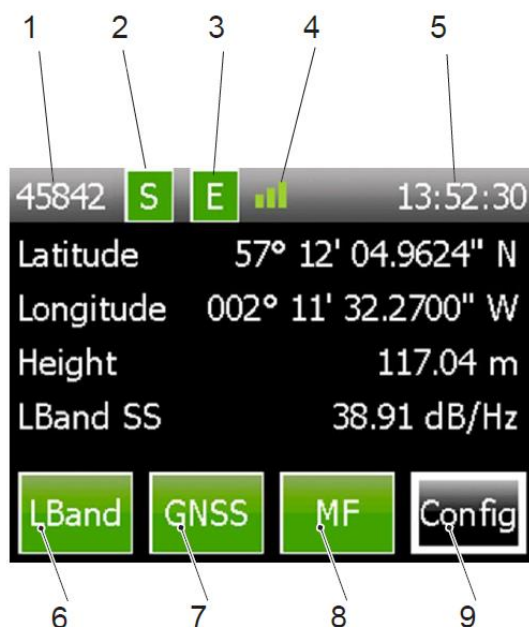 1 2 3 4 5
45842 S E 13:52:30
Latitude 57° 12' 04.9624" N
Longitude 002° 11' 32.2700" W
Height 117.04 m
LBand SS 38.91 dB/Hz
LBand GNSS MF Config
6 7 8 9